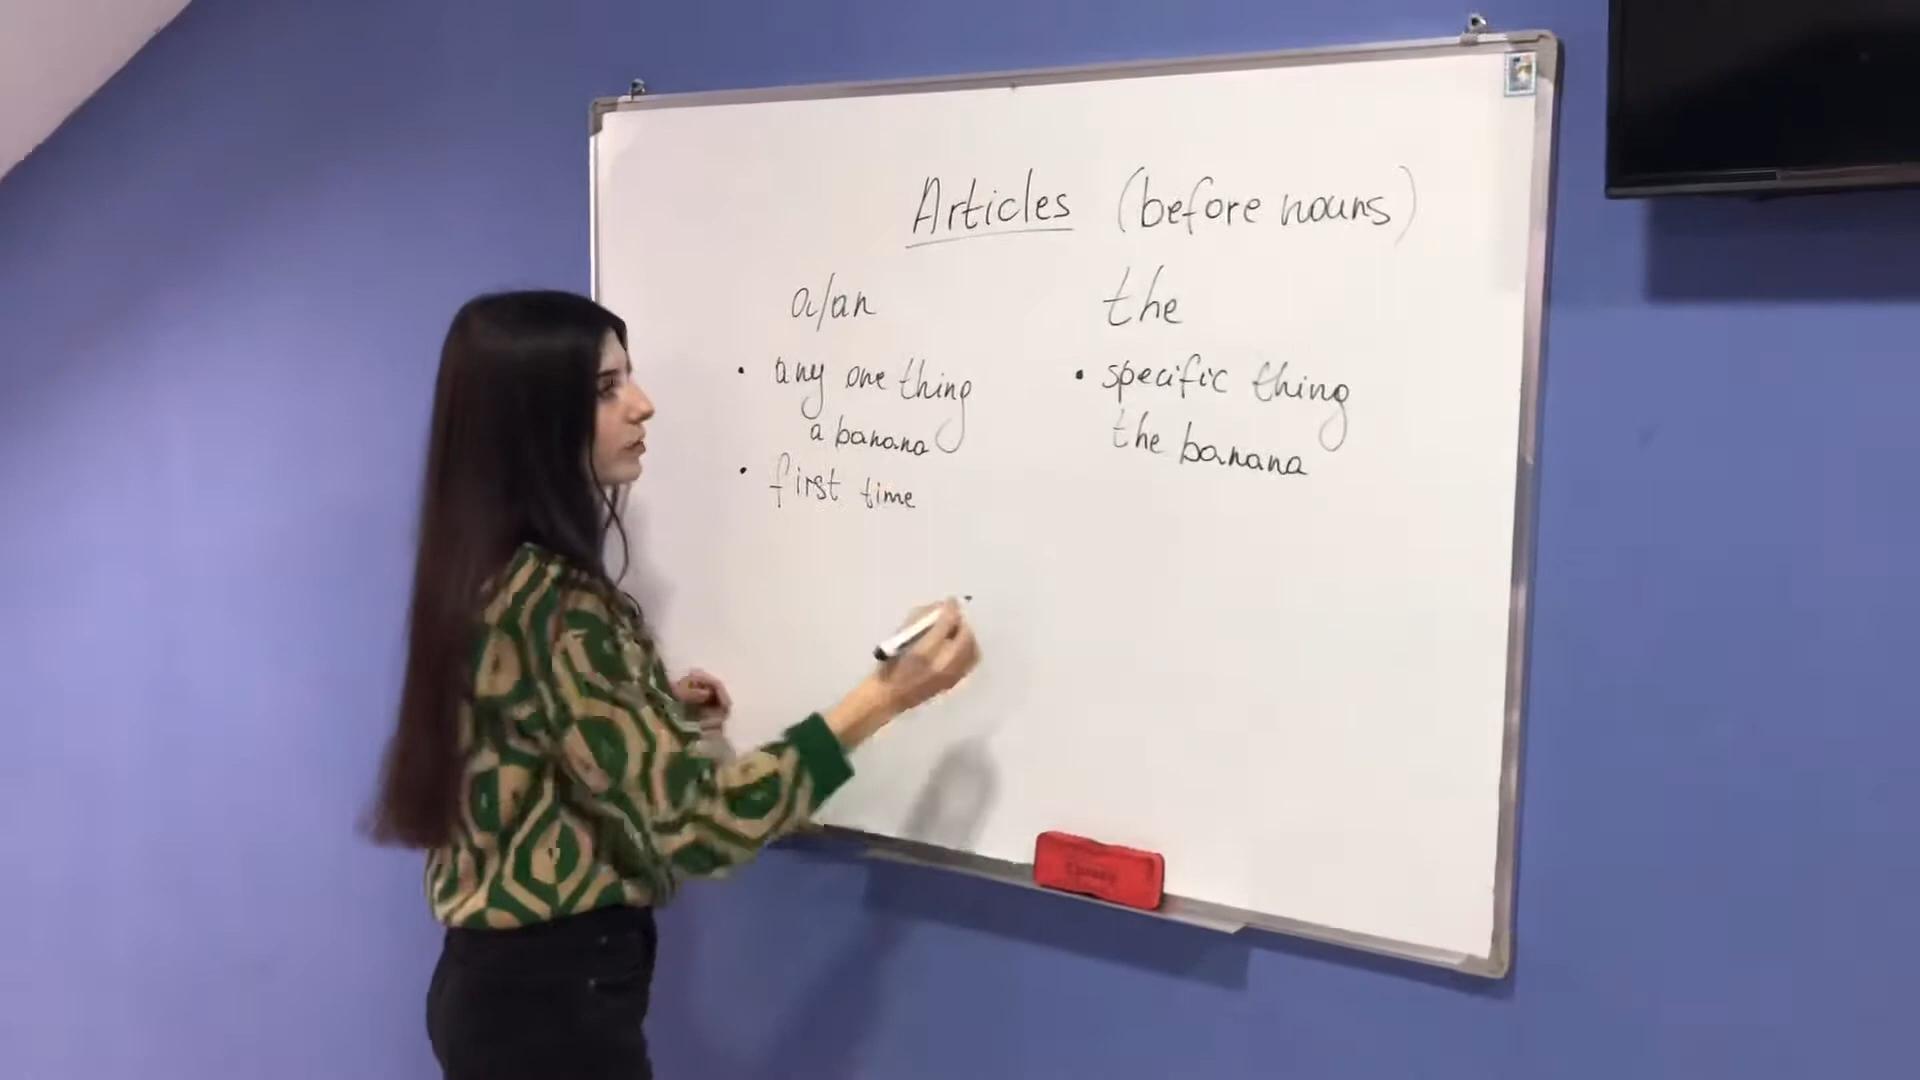 Articles (before nouns)
a/an
• any one thing
a banana
• first time
the
• specific thing
the banana